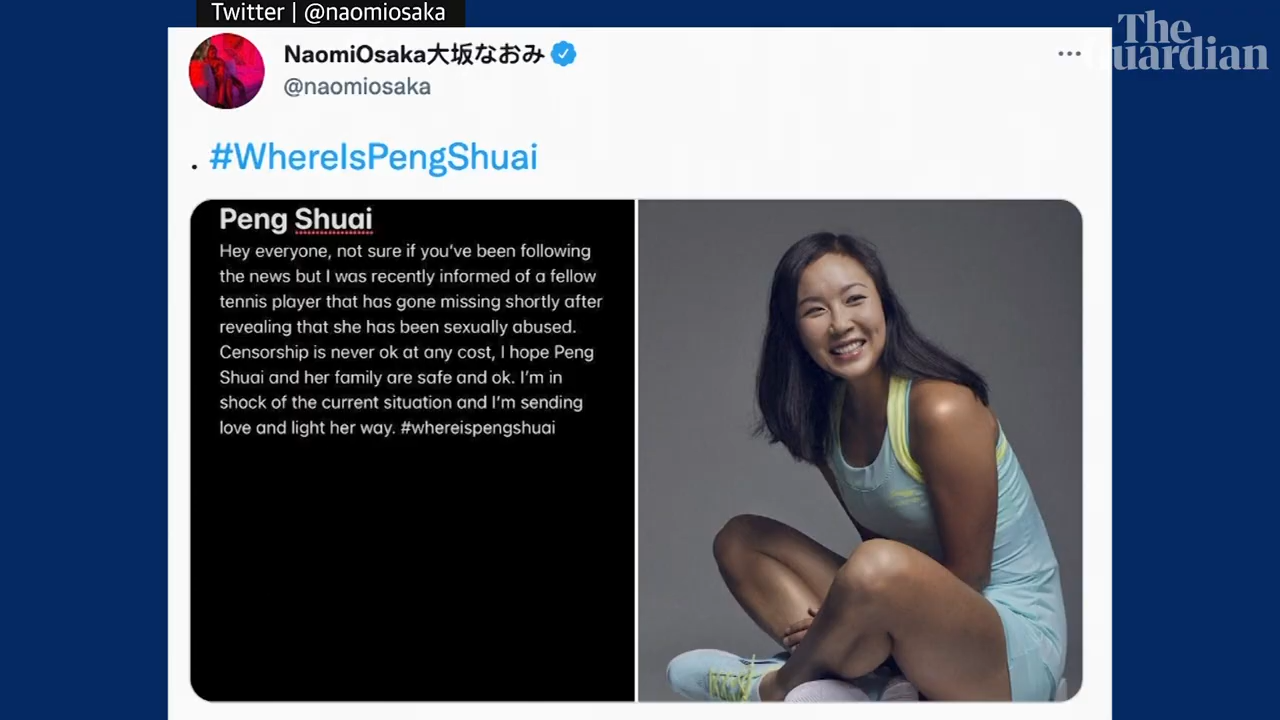 Twitter | @naomiosaka
The
Guardian
NaomiOsaka大坂なおみ
@naomiosaka
. #WhereIsPengShuai
Peng Shuai
Hey everyone, not sure if you've been following
the news but I was recently informed of a fellow
tennis player that has gone missing shortly after
revealing that she has been sexually abused.
Censorship is never ok at any cost, I hope Peng
Shuai and her family are safe and ok. I'm in
shock of the current situation and I'm sending
love and light her way. #whereispengshuai